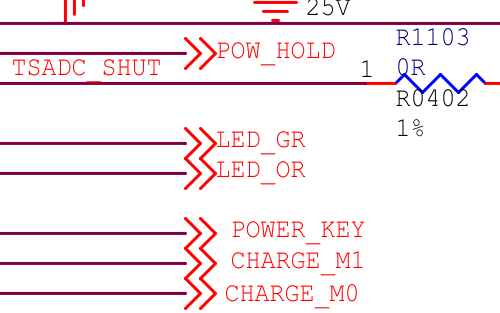 25V
POW_HOLD
R1103
TSADC_SHUT
1
0R
R0402
1%
LED_GR
LED_OR
POWER_KEY
CHARGE_M1
CHARGE_M0